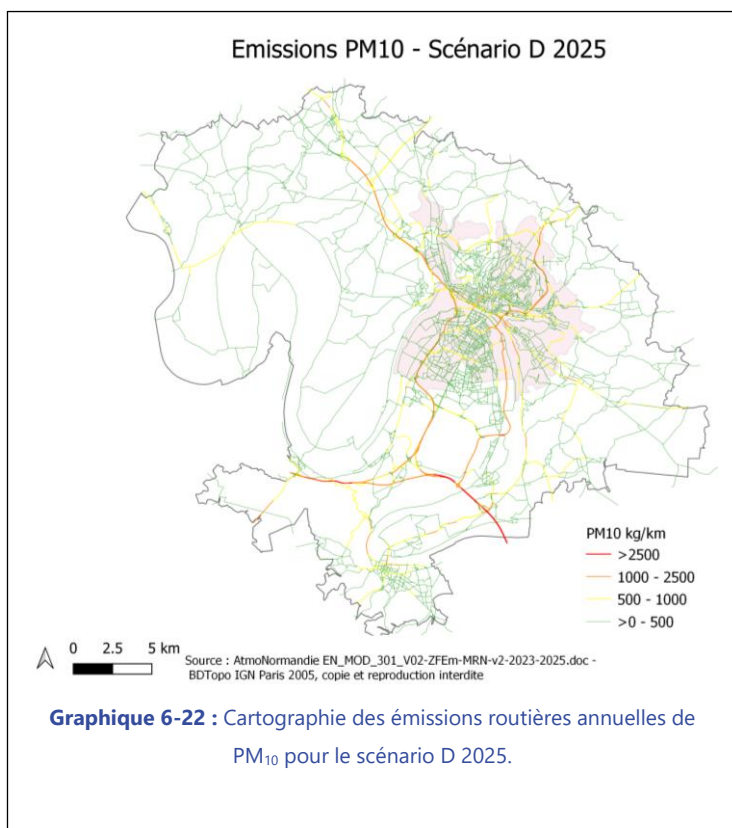 Emissions PM10 - Scénario D 2025
PM10 kg/km
>2500
1000 - 2500
500 - 1000
>0 - 500
0 2.5 5 km
Source : AtmoNormandie EN_MOD_301_V02-ZFEm-MRN-v2-2023-2025.doc -
BDTopo IGN Paris 2005, copie et reproduction interdite
Graphique 6-22 : Cartographie des émissions routières annuelles de
PM₁₀ pour le scénario D 2025.